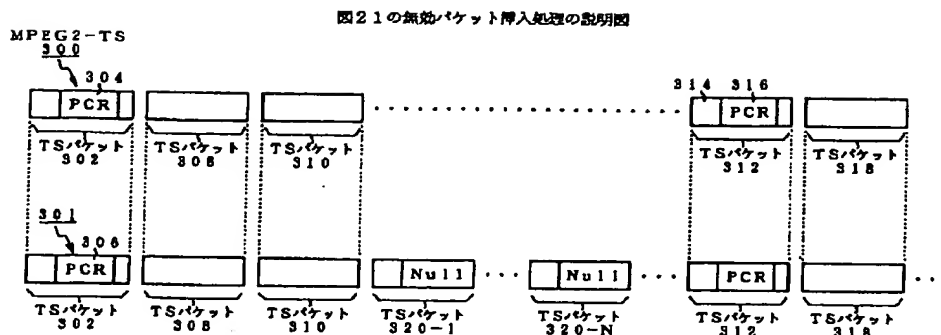 図21の無効パケット挿入処理の説明図
MPEG2-TS
300
304
PCR
314 316
PCR
TSパケット
302
TSパケット
308
TSパケット
310
TSパケット
312
TSパケット
318
301
306
PCR
Null
Null
PCR
TSパケット
302
TSパケット
308
TSパケット
310
TSパケット
320-1
TSパケット
320-N
TSパケット
312
TSパケット
318